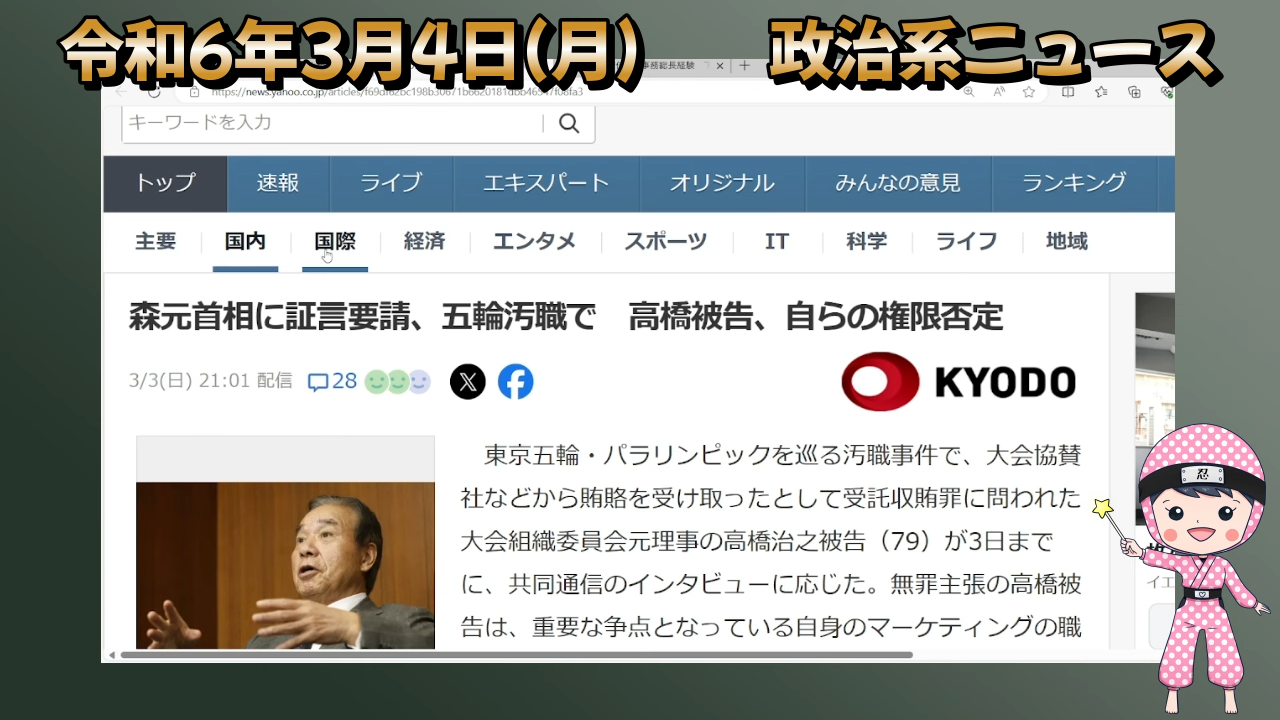 令和6年3月4日(月) 政治系ニュース
事務総長経験
キーワードを入力
トップ 速報 ライブ エキスパート オリジナル みんなの意見 ランキング
主要 国内 国際 経済 エンタメ スポーツ IT 科学 ライフ 地域
森元首相に証言要請、五輪汚職で 高橋被告、自らの権限否定
3/3(日) 21:01 配信 28
KYODO
東京五輪・パラリンピックを巡る汚職事件で、大会協賛
社などから賄賂を受け取ったとして受託収賄罪に問われた
大会組織委員会元理事の高橋治之被告（79）が3日まで
に、共同通信のインタビューに応じた。無罪主張の高橋被
告は、重要な争点となっている自身のマーケティングの職
忍
イエ